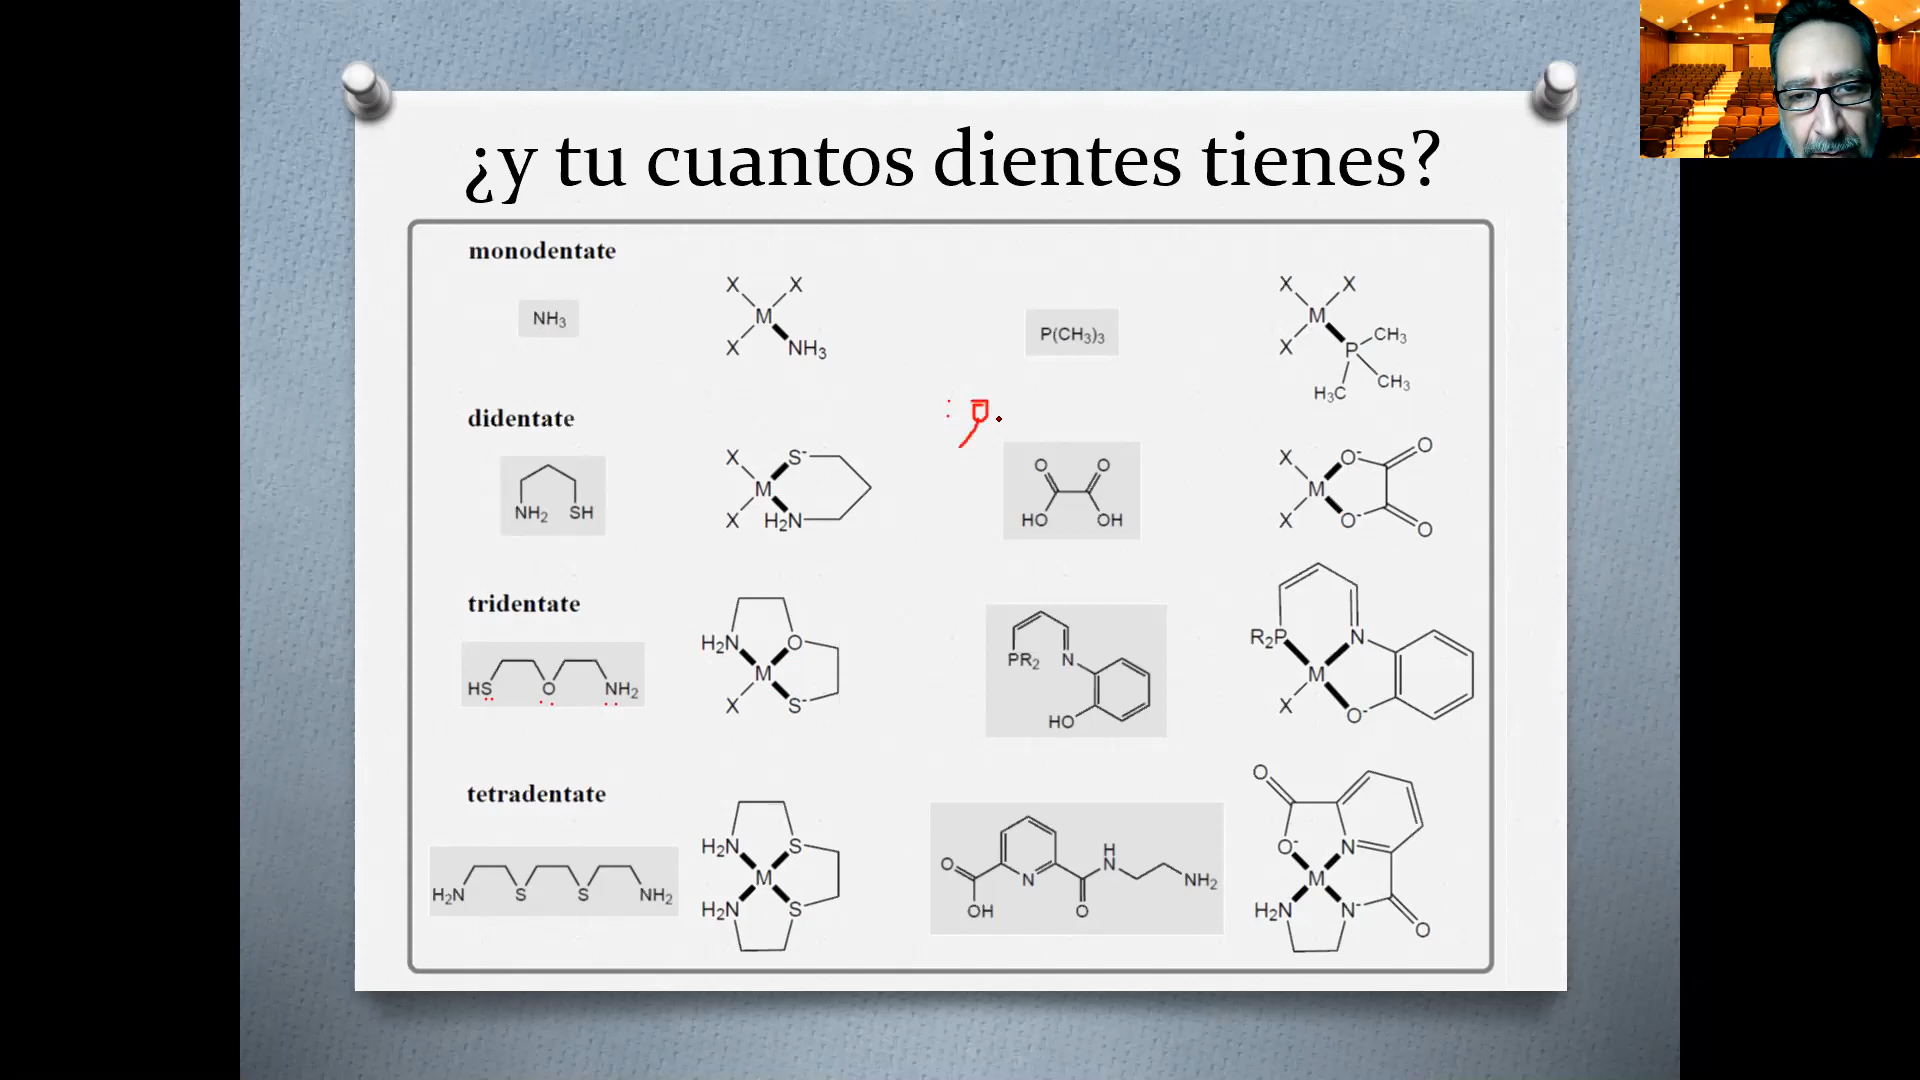 ¿y tu cuantos dientes tienes?
monodentate
NH3
X X
M
X NH3
P(CH3)3
X X
M
X P CH3
H3C CH3
didentate
NH2 SH
X S-
M
X H2N
O O
HO OH
X O- O
M
X O- O
tridentate
HS O NH2
H2N O
M
X S-
PR2 N
HO
R2P N
M
X O-
tetradentate
H2N S S NH2
H2N S
M
H2N S
O N H N NH2
OH O
O
O- N
M
H2N N- O